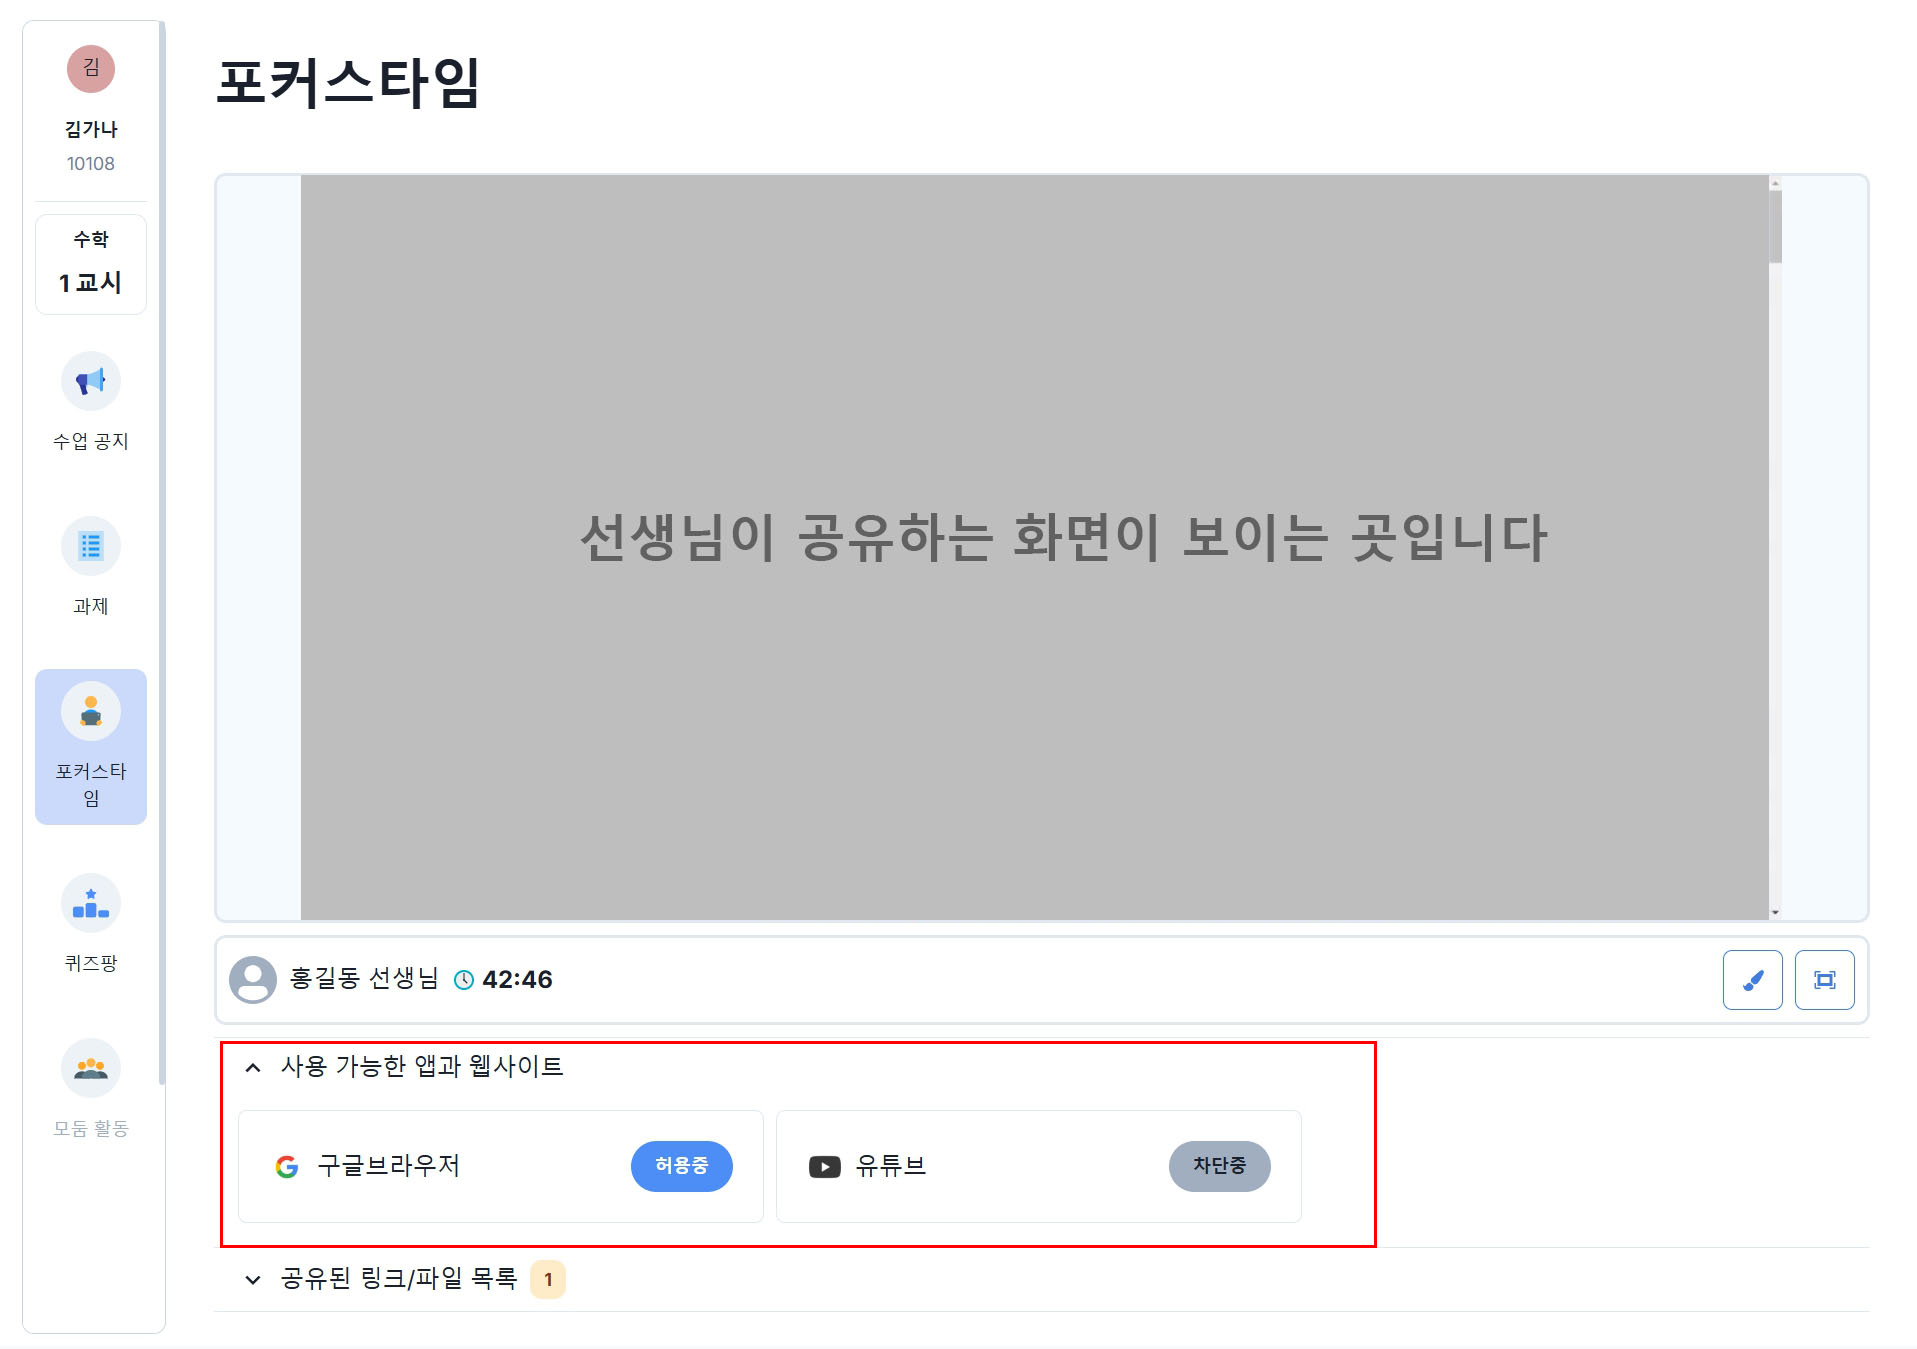 김
김가나
10108
수학
1교시
수업 공지
과제
포커스타
임
퀴즈팡
모둠 활동
포커스타임
선생님이 공유하는 화면이 보이는 곳입니다
홍길동 선생님 42:46
사용 가능한 앱과 웹사이트
구글브라우저 허용중
유튜브 차단중
공유된 링크/파일 목록 1